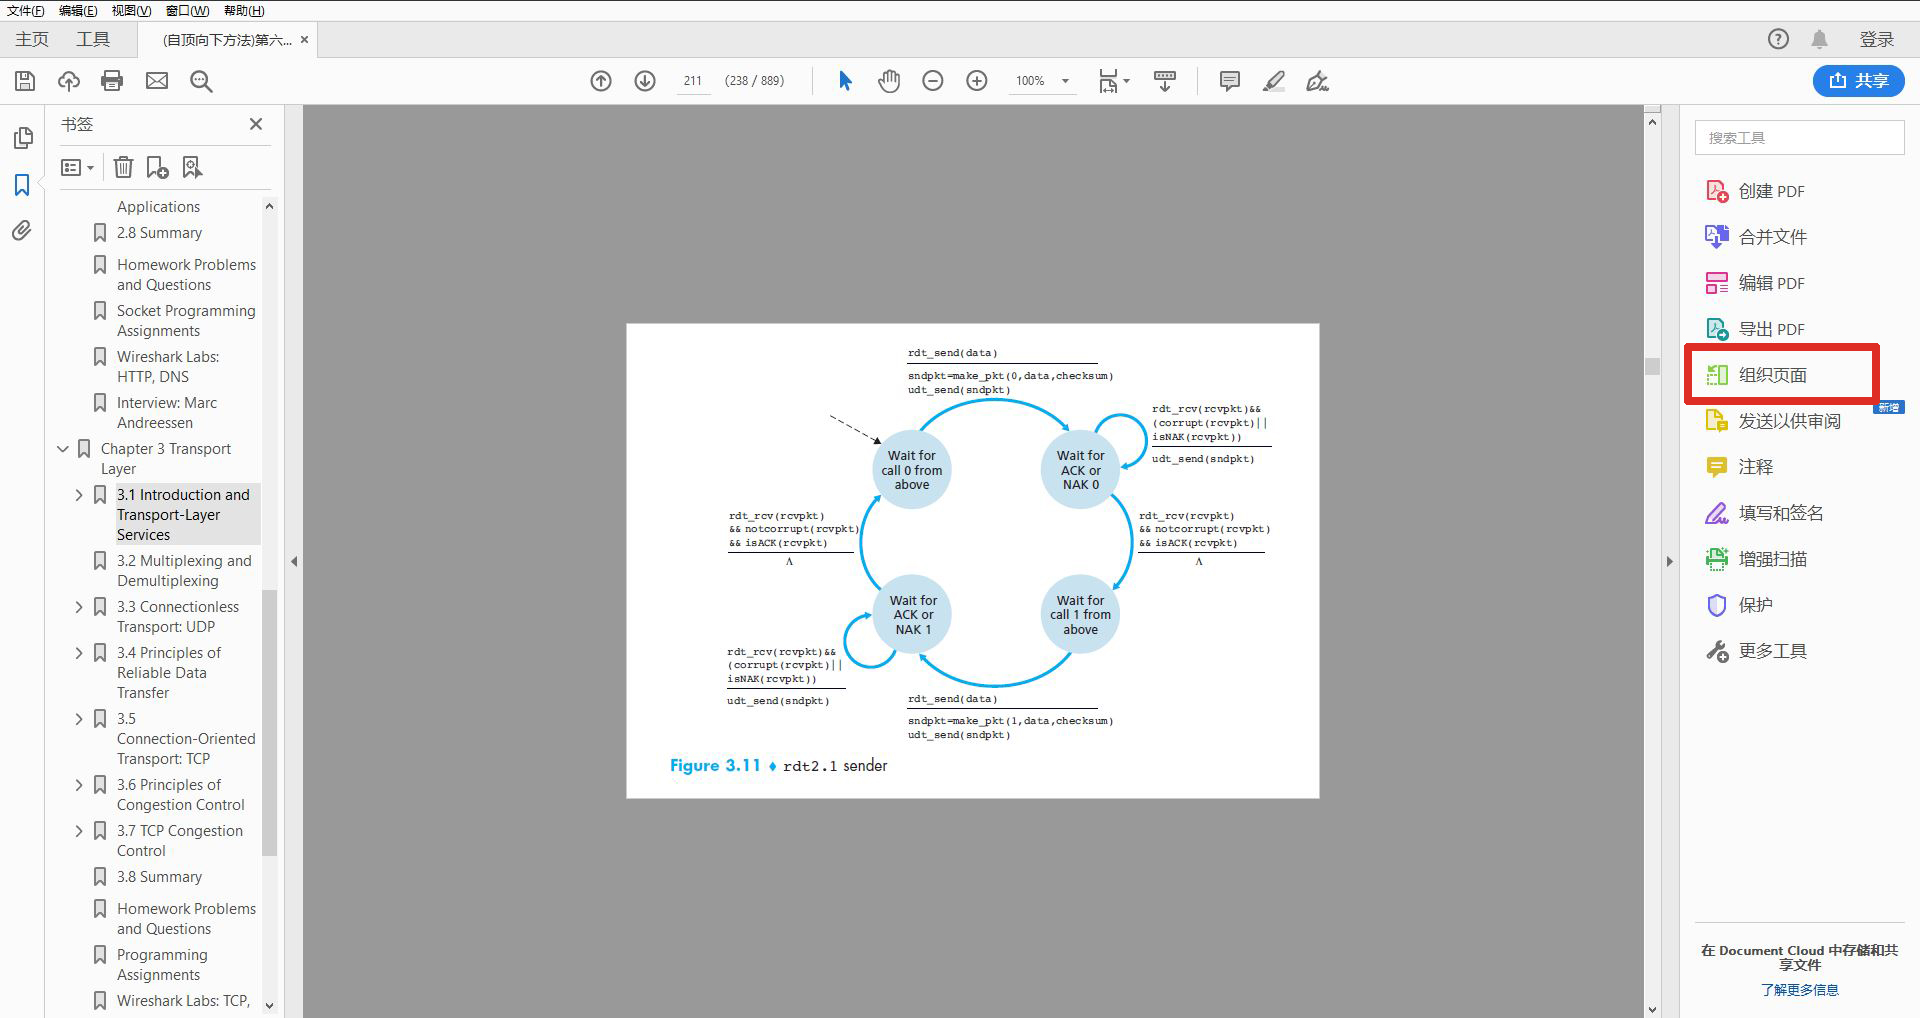 文件(F) 编辑(E) 视图(V) 窗口(W) 帮助(H)
主页 工具 (自顶向下方法)第六... ×
登录
211 (238 / 889) 100% 共享
书签
Applications
2.8 Summary
Homework Problems
and Questions
Socket Programming
Assignments
Wireshark Labs:
HTTP, DNS
Interview: Marc
Andreesen
Chapter 3 Transport
Layer
3.1 Introduction and
Transport-Layer
Services
3.2 Multiplexing and
Demultiplexing
3.3 Connectionless
Transport: UDP
3.4 Principles of
Reliable Data
Transfer
3.5
Connection-Oriented
Transport: TCP
3.6 Principles of
Congestion Control
3.7 TCP Congestion
Control
3.8 Summary
Homework Problems
and Questions
Programming
Assignments
Wireshark Labs: TCP,
rdt_send(data)
sndpkt=make_pkt(0,data,checksum)
udt_send(sndpkt)
rdt_rcv(rcvpkt)&&
(corrupt(rcvpkt)||
isNAK(rcvpkt))
udt_send(sndpkt)
Wait for
call 0 from
above
Wait for
ACK or
NAK 0
rdt_rcv(rcvpkt)
&& notcorrupt(rcvpkt)
&& isACK(rcvpkt)
Λ
rdt_rcv(rcvpkt)
&& notcorrupt(rcvpkt)
&& isACK(rcvpkt)
Λ
Wait for
ACK or
NAK 1
Wait for
call 1 from
above
rdt_rcv(rcvpkt)&&
(corrupt(rcvpkt)||
isNAK(rcvpkt))
udt_send(sndpkt)
rdt_send(data)
sndpkt=make_pkt(1,data,checksum)
udt_send(sndpkt)
Figure 3.11 ♦ rdt2.1 sender
搜索工具
创建 PDF
合并文件
编辑 PDF
导出 PDF
组织页面
新增
发送以供审阅
注释
填写和签名
增强扫描
保护
更多工具
在 Document Cloud 中存储和共
享文件
了解更多信息